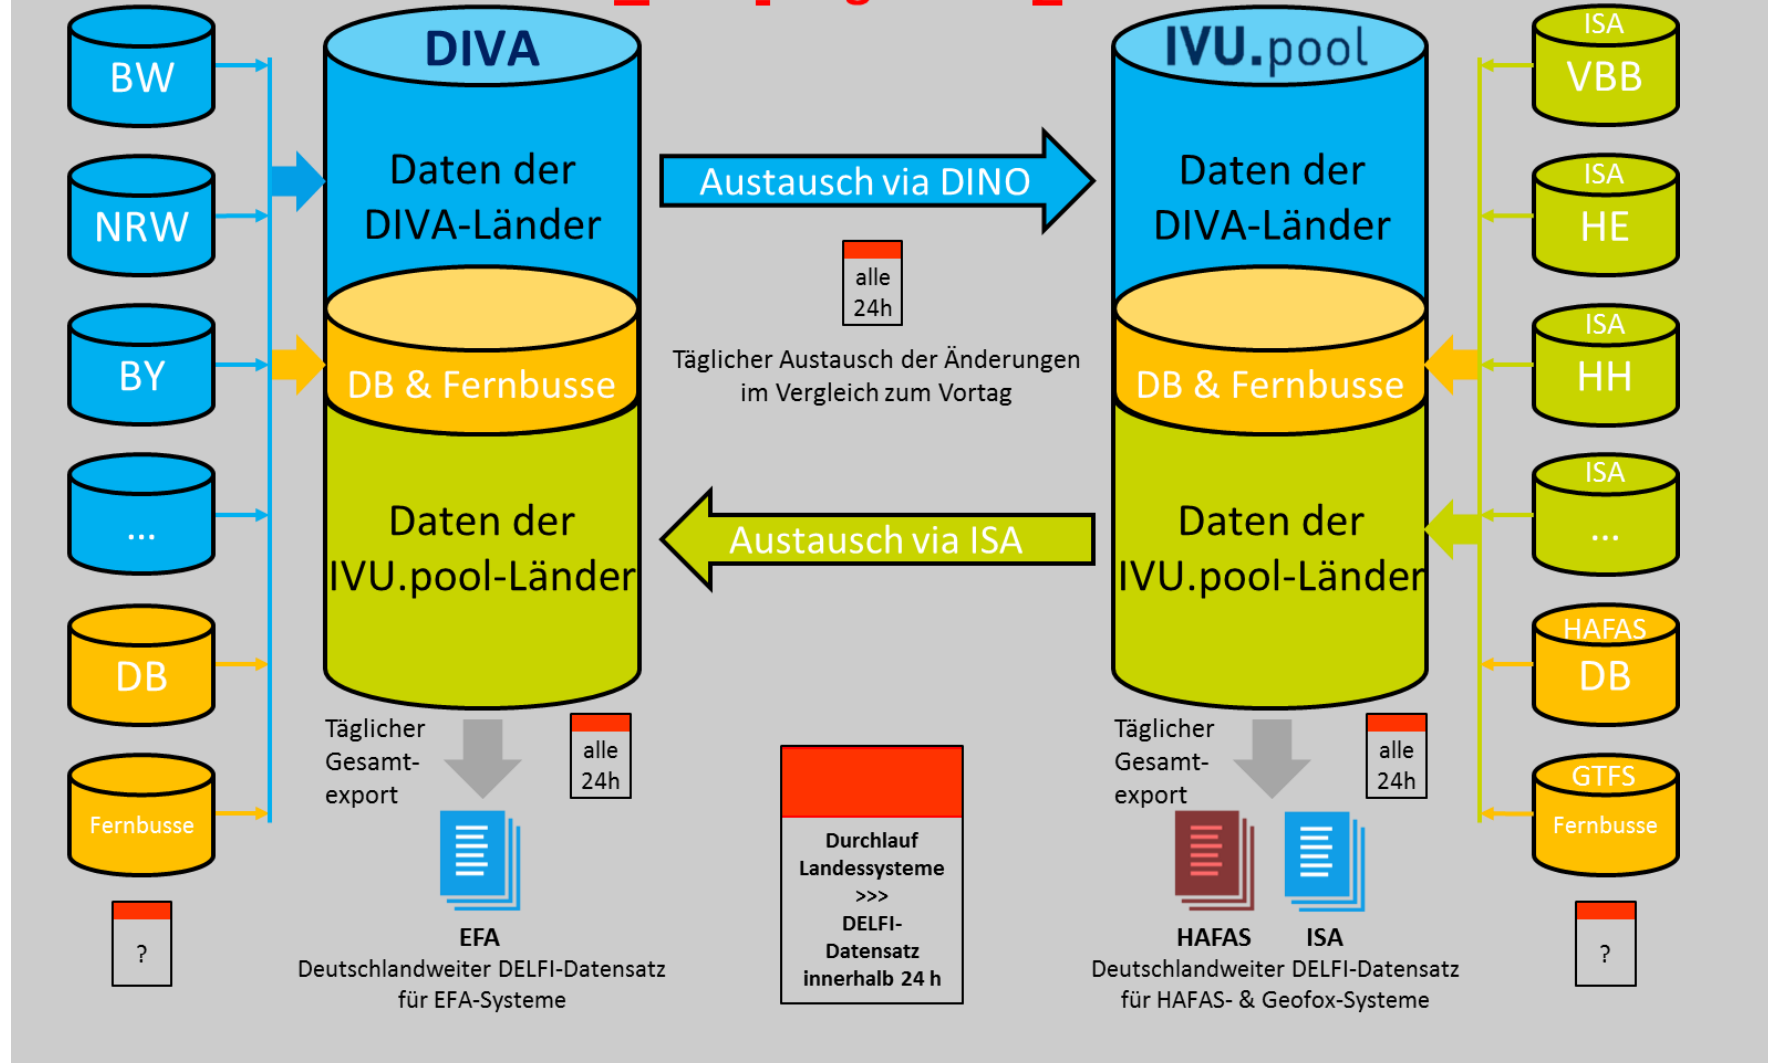 BW
NRW
BY
...
DB
Fernbusse
?
DIVA
Daten der
DIVA-Länder
DB & Fernbusse
Daten der
IVU.pool-Länder
Täglicher
Gesamt-
export
alle
24h
EFA
Deutschlandweiter DELFI-Datensatz
für EFA-Systeme
Austausch via DINO
alle
24h
Täglicher Austausch der Änderungen
im Vergleich zum Vortag
Austausch via ISA
Durchlauf
Landessysteme
>>>
DELFI-
Datensatz
innerhalb 24 h
IVU.pool
Daten der
DIVA-Länder
DB & Fernbusse
Daten der
IVU.pool-Länder
Täglicher
Gesamt-
export
alle
24h
HAFAS
ISA
Deutschlandweiter DELFI-Datensatz
für HAFAS- & Geofox-Systeme
ISA
VBB
ISA
HE
ISA
HH
ISA
...
HAFAS
DB
GTFS
Fernbusse
?